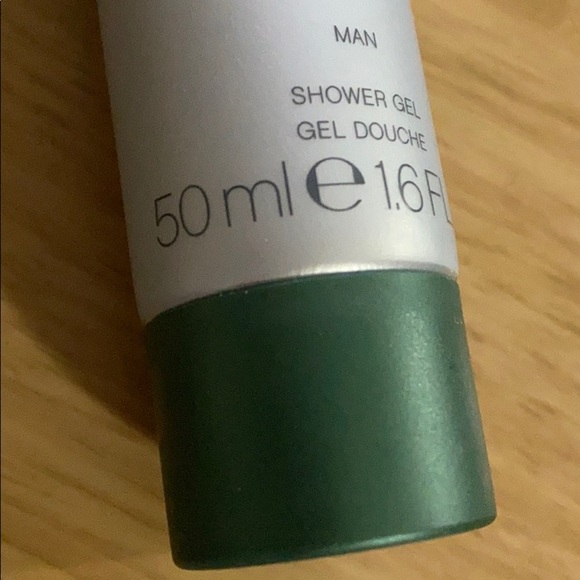 MAN
SHOWER GEL
GEL DOUCHE
50 ml ℮ 1.6 FL